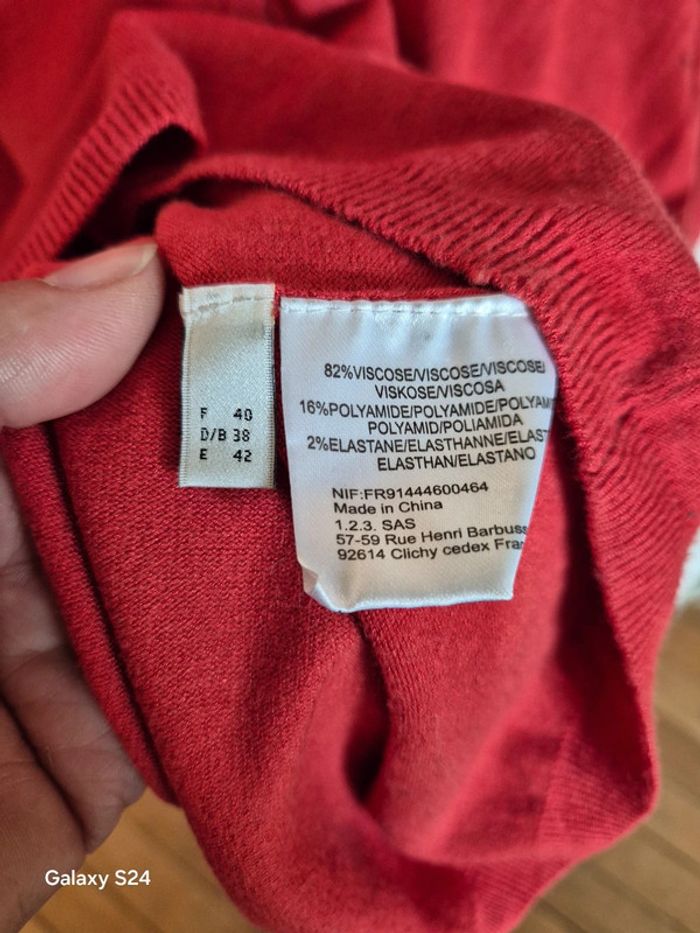 F 40
D/B 38
E 42
82%VISCOSE/VISCOSE/VISCOSE/
VISKOSE/VISCOSA
16%POLYAMIDE/POLYAMIDE/POLYAM
POLYAMID/POLIAMIDA
2%ELASTANE/ELASTHANNE/ELAST
ELASTHAN/ELASTANO
NIF:FR91444600464
Made in China
1.2.3. SAS
57-59 Rue Henri Barbuss
92614 Clichy cedex Fra
Galaxy S24